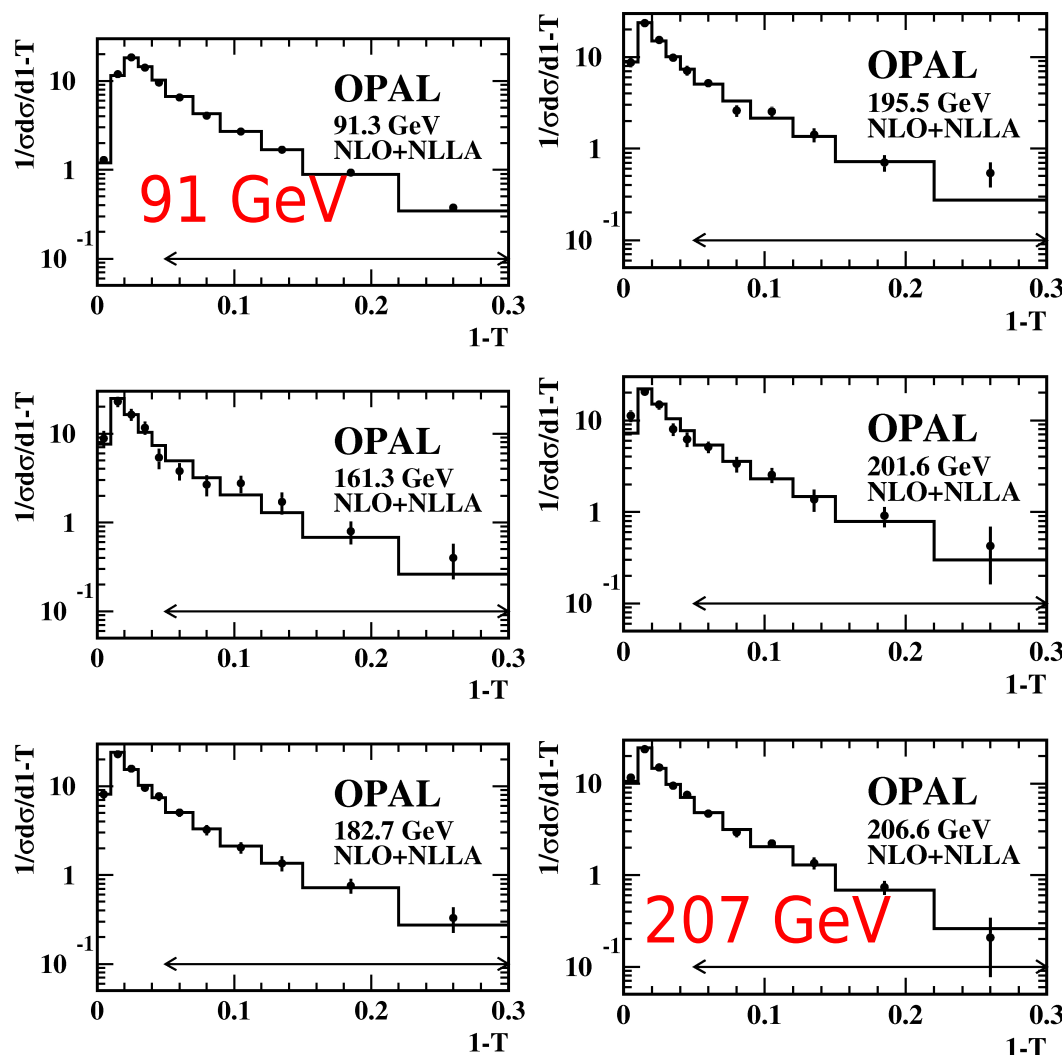 1/σdσ/d1-T
10
1
10 -1
OPAL
91.3 GeV
NLO+NLLA
91 GeV
0 0.1 0.2 0.3
1-T
1/σdσ/d1-T
10
1
10 -1
OPAL
195.5 GeV
NLO+NLLA
0 0.1 0.2 0.3
1-T
1/σdσ/d1-T
10
1
10 -1
OPAL
161.3 GeV
NLO+NLLA
0 0.1 0.2 0.3
1-T
1/σdσ/d1-T
10
1
10 -1
OPAL
201.6 GeV
NLO+NLLA
0 0.1 0.2 0.3
1-T
1/σdσ/d1-T
10
1
10 -1
OPAL
182.7 GeV
NLO+NLLA
0 0.1 0.2 0.3
1-T
1/σdσ/d1-T
10
1
10 -1
OPAL
206.6 GeV
NLO+NLLA
207 GeV
0 0.1 0.2 0.3
1-T